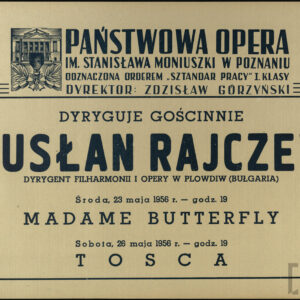 PAŃSTWOWA OPERA
IM. STANISŁAWA MONIUSZKI W POZNANIU
ODZNACZONA ORDEREM „SZTANDAR PRACY” I. KLASY
DYREKTOR: ZDZISŁAW GÓRZYŃSKI
DYRYGUJE GOŚCINNIE
USŁAN RAJCZE
DYRYGENT FILHARMONII I OPERY W PLOWDIW (BUŁGARIA)
Środa, 23 maja 1956 r. — godz. 19
MADAME BUTTERFLY
Sobota, 26 maja 1956 r. — godz. 19
TOSCA